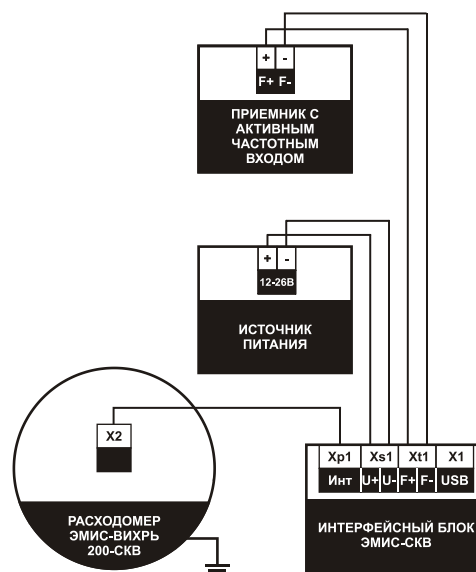 + -
F+ F-
ПРИЕМНИК С
АКТИВНЫМ
ЧАСТОТНЫМ
ВХОДОМ
+ -
12-26В
ИСТОЧНИК
ПИТАНИЯ
X2
РАСХОДОМЕР
ЭМИС-ВИХРЬ
200-СКВ
Xp1 Xs1 Xt1 X1
Инт U+ U- F+ F- USB
ИНТЕРФЕЙСНЫЙ БЛОК
ЭМИС-СКВ